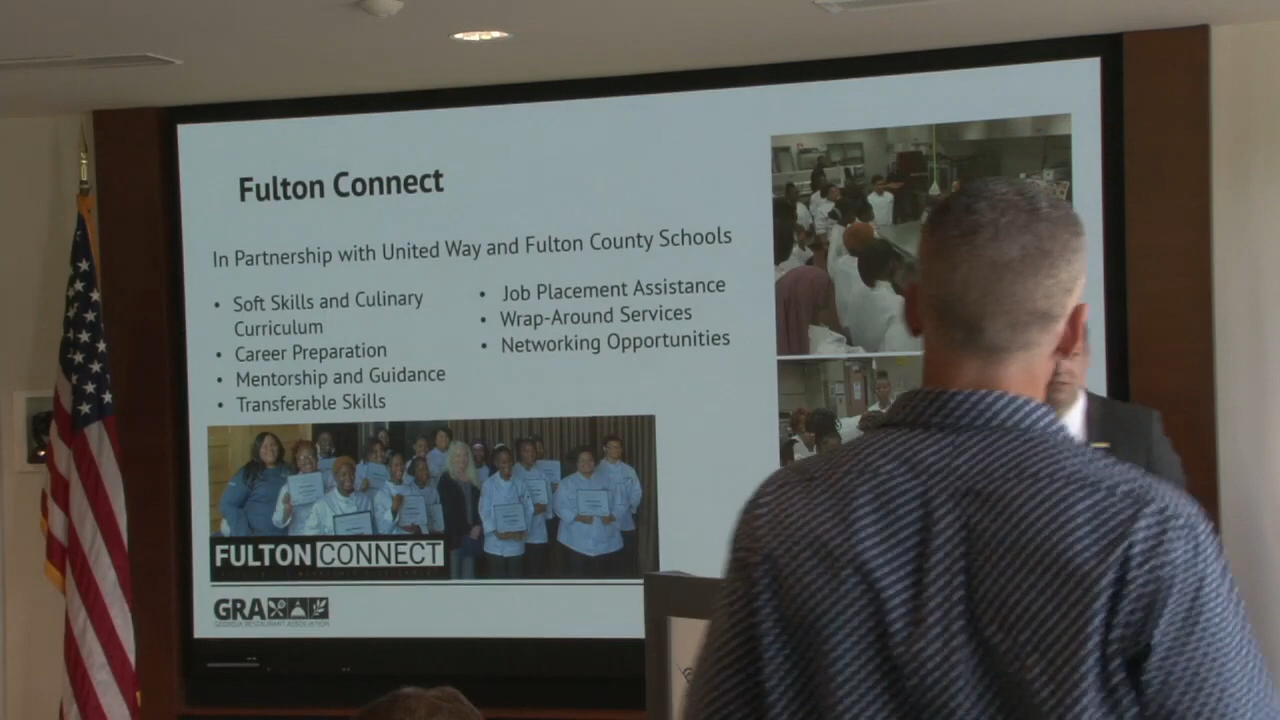 Fulton Connect
In Partnership with United Way and Fulton County Schools
• Soft Skills and Culinary
Curriculum
• Career Preparation
• Mentorship and Guidance
• Transferable Skills
• Job Placement Assistance
• Wrap-Around Services
• Networking Opportunities
FULTON CONNECT
GRA
GEORGIA RESTAURANT ASSOCIATION